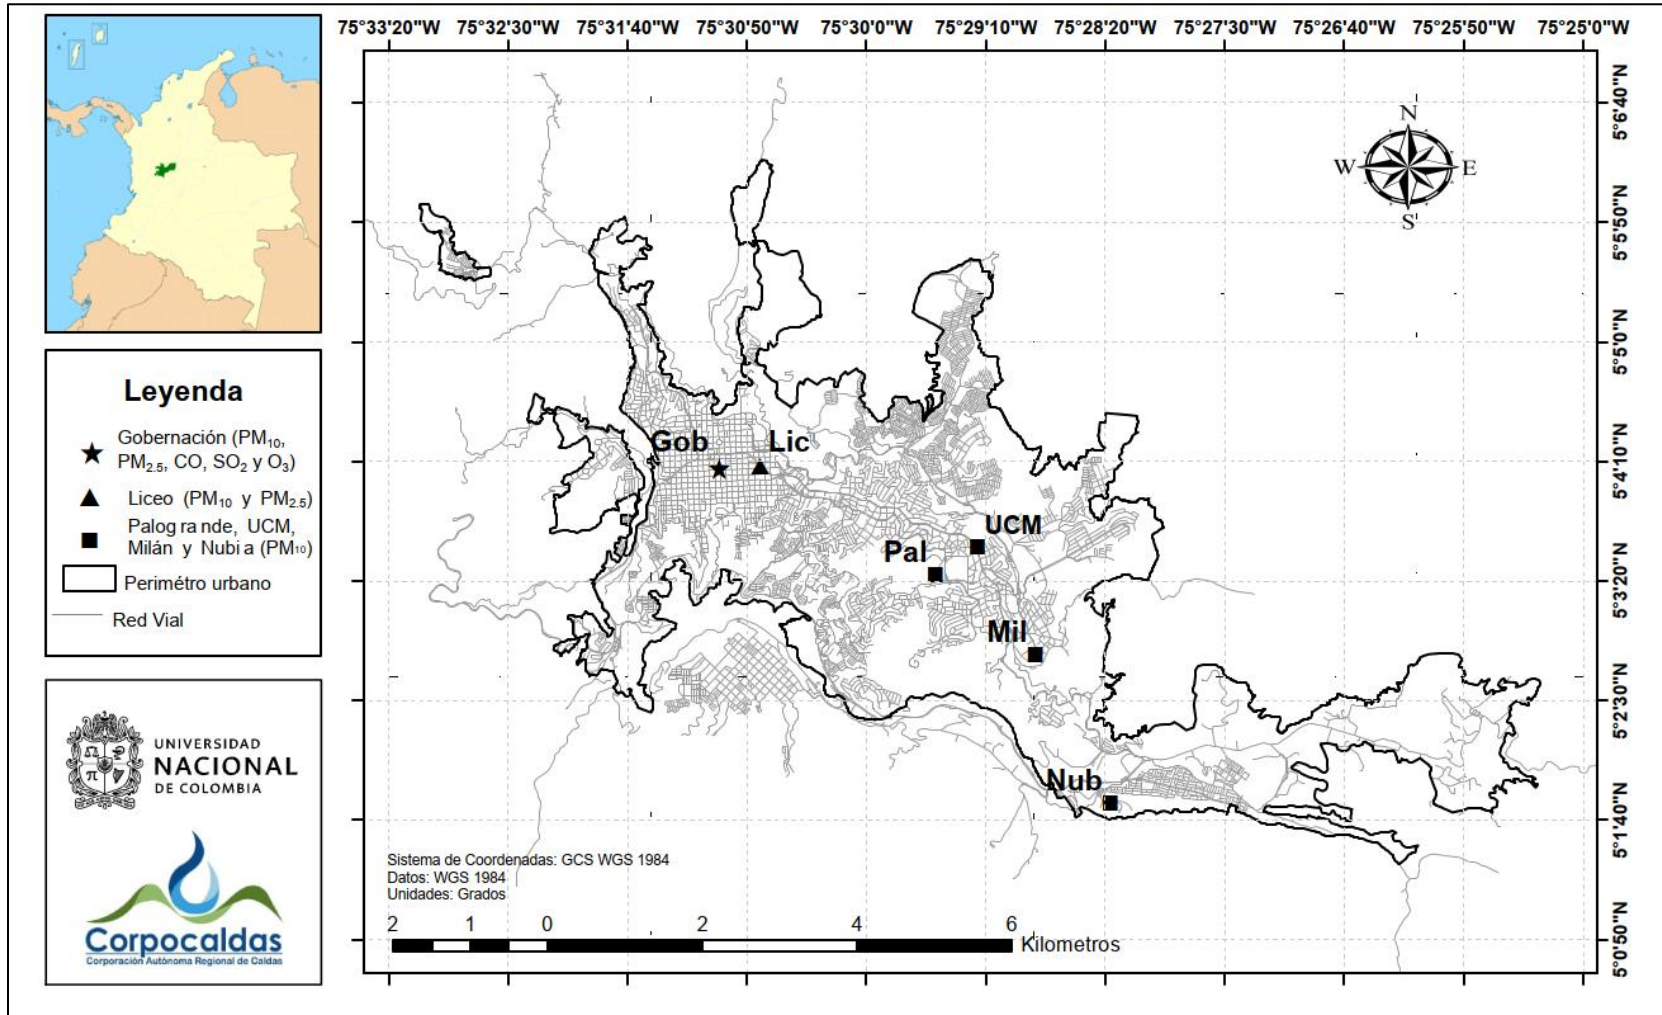 75°33'20"W 75°32'30"W 75°31'40"W 75°30'50"W 75°30'0"W 75°29'10"W 75°28'20"W 75°27'30"W 75°26'40"W 75°25'50"W 75°25'0"W
5°6'40"N
5°5'50"N
5°5'0"N
5°4'10"N
5°3'20"N
5°2'30"N
5°1'40"N
5°0'50"N
N
W E
S
Leyenda
Gobernación (PM₁₀,
PM₂.₅, CO, SO₂ y O₃)
Liceo (PM₁₀ y PM₂.₅)
Palogra nde, UCM,
Milán y Nubi a (PM₁₀)
Perimétro urbano
Red Vial
Gob Lic
UCM
Pal
Mil
Nub
UNIVERSIDAD
NACIONAL
DE COLOMBIA
Corpocaldas
Corporación Autónoma Regional de Caldas
Sistema de Coordenadas: GCS WGS 1984
Datos: WGS 1984
Unidades: Grados
2 1 0 2 4 6
Kilometros